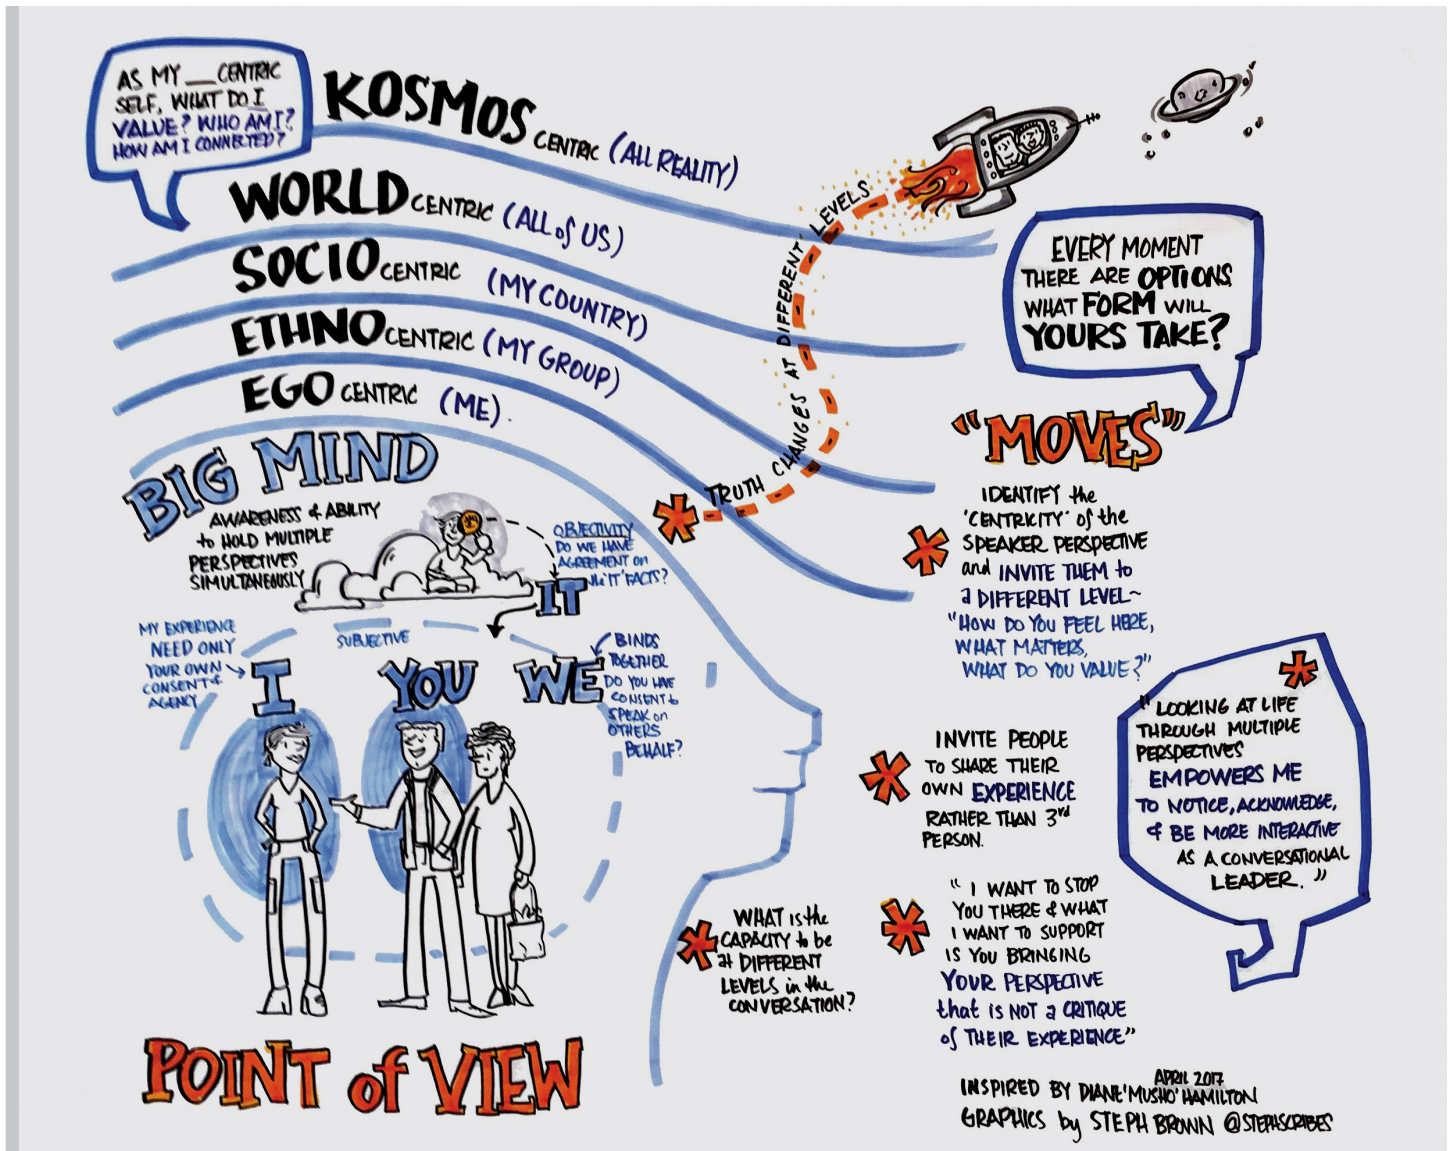 AS MY __ CENTRIC
SELF, WHAT DO I
VALUE? WHO AM I?
HOW AM I CONNECTED?
KOSMOS CENTRIC (ALL REALITY)
WORLD CENTRIC (ALL of US)
SOCIO CENTRIC (MY COUNTRY)
ETHNO CENTRIC (MY GROUP)
EGO CENTRIC (ME).
TRUTH CHANGES AT DIFFERENT LEVELS
EVERY MOMENT
THERE ARE OPTIONS
WHAT FORM WILL
YOURS TAKE?
BIG MIND
AWARENESS & ABILITY
to HOLD MULTIPLE
PERSPECTIVES
SIMULTANEOUSLY
OBJECTIVITY
DO WE HAVE
AGREEMENT on
the "IT" FACTS?
IT
SUBJECTIVE
MY EXPERIENCE
NEED ONLY
YOUR OWN
CONSENT &
AGENCY
I YOU WE
BINDS
TOGETHER
DO YOU HAVE
CONSENT to
SPEAK on
OTHERS
BEHALF?
POINT of VIEW
WHAT is the
CAPACITY to be
at DIFFERENT
LEVELS in the
CONVERSATION?
"MOVES"
IDENTIFY the
'CENTRICITY' of the
SPEAKER PERSPECTIVE
and INVITE THEM to
a DIFFERENT LEVEL~
"HOW DO YOU FEEL HERE,
WHAT MATTERS,
WHAT DO YOU VALUE?"
INVITE PEOPLE
TO SHARE THEIR
OWN EXPERIENCE
RATHER THAN 3rd
PERSON.
"I WANT TO STOP
YOU THERE & WHAT
I WANT TO SUPPORT
IS YOU BRINGING
YOUR PERSPECTIVE
that is NOT a CRITIQUE
of THEIR EXPERIENCE"
"LOOKING AT LIFE
THROUGH MULTIPLE
PERSPECTIVES
EMPOWERS ME
TO NOTICE, ACKNOWLEDGE,
& BE MORE INTERACTIVE
AS A CONVERSATIONAL
LEADER."
APRIL 2017
INSPIRED BY DIANE 'MUSHO' HAMILTON
GRAPHICS by STEPH BROWN @STEPHSCRIBES